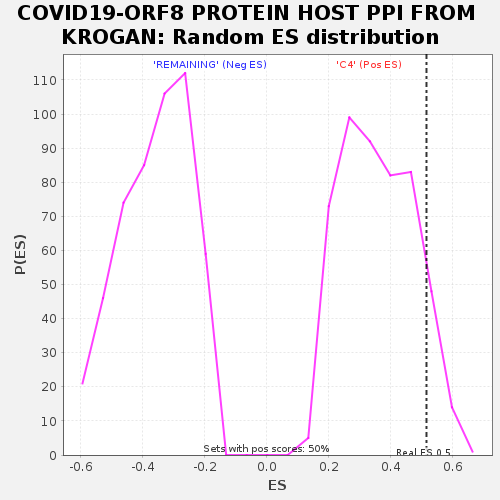 COVID19-ORF8 PROTEIN HOST PPI FROM
KROGAN: Random ES distribution
'REMAINING' (Neg ES)
'C4' (Pos ES)
110
100
90
80
70
60
50
40
30
20
10
0
P(ES)
Sets with pos scores: 50%
Real ES 0.5
-0.6
-0.4
-0.2
0.0
0.2
0.4
0.6
ES